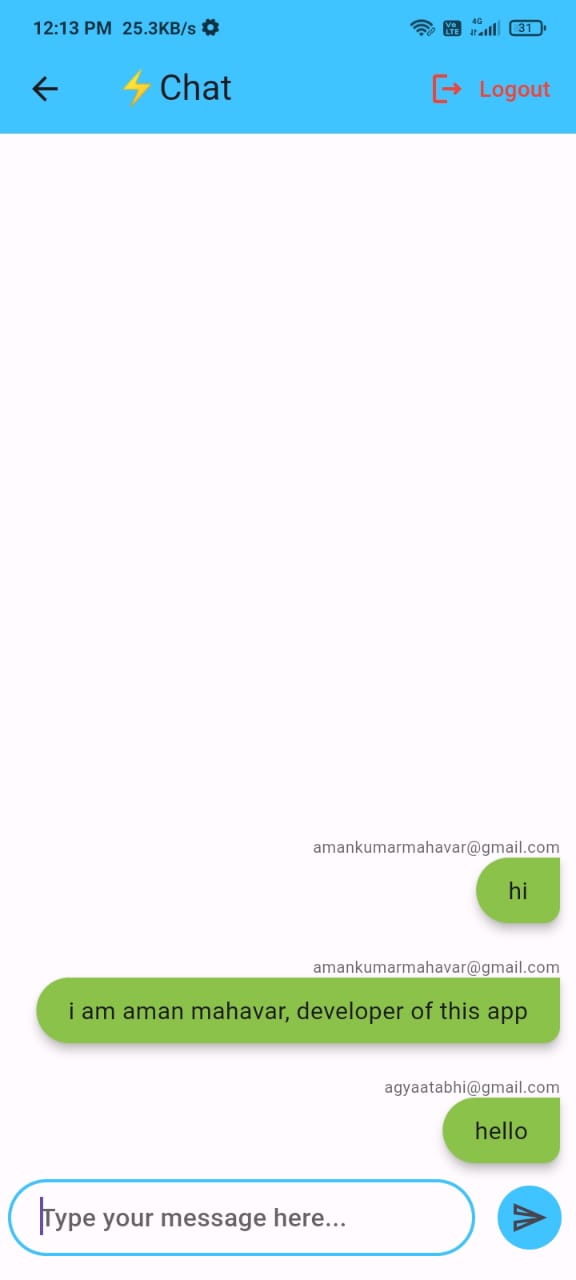 12:13 PM 25.3KB/s
Vo LTE 4G 31
⚡Chat
Logout
amankumarmahavar@gmail.com
hi
amankumarmahavar@gmail.com
i am aman mahavar, developer of this app
agyaatabhi@gmail.com
hello
Type your message here...